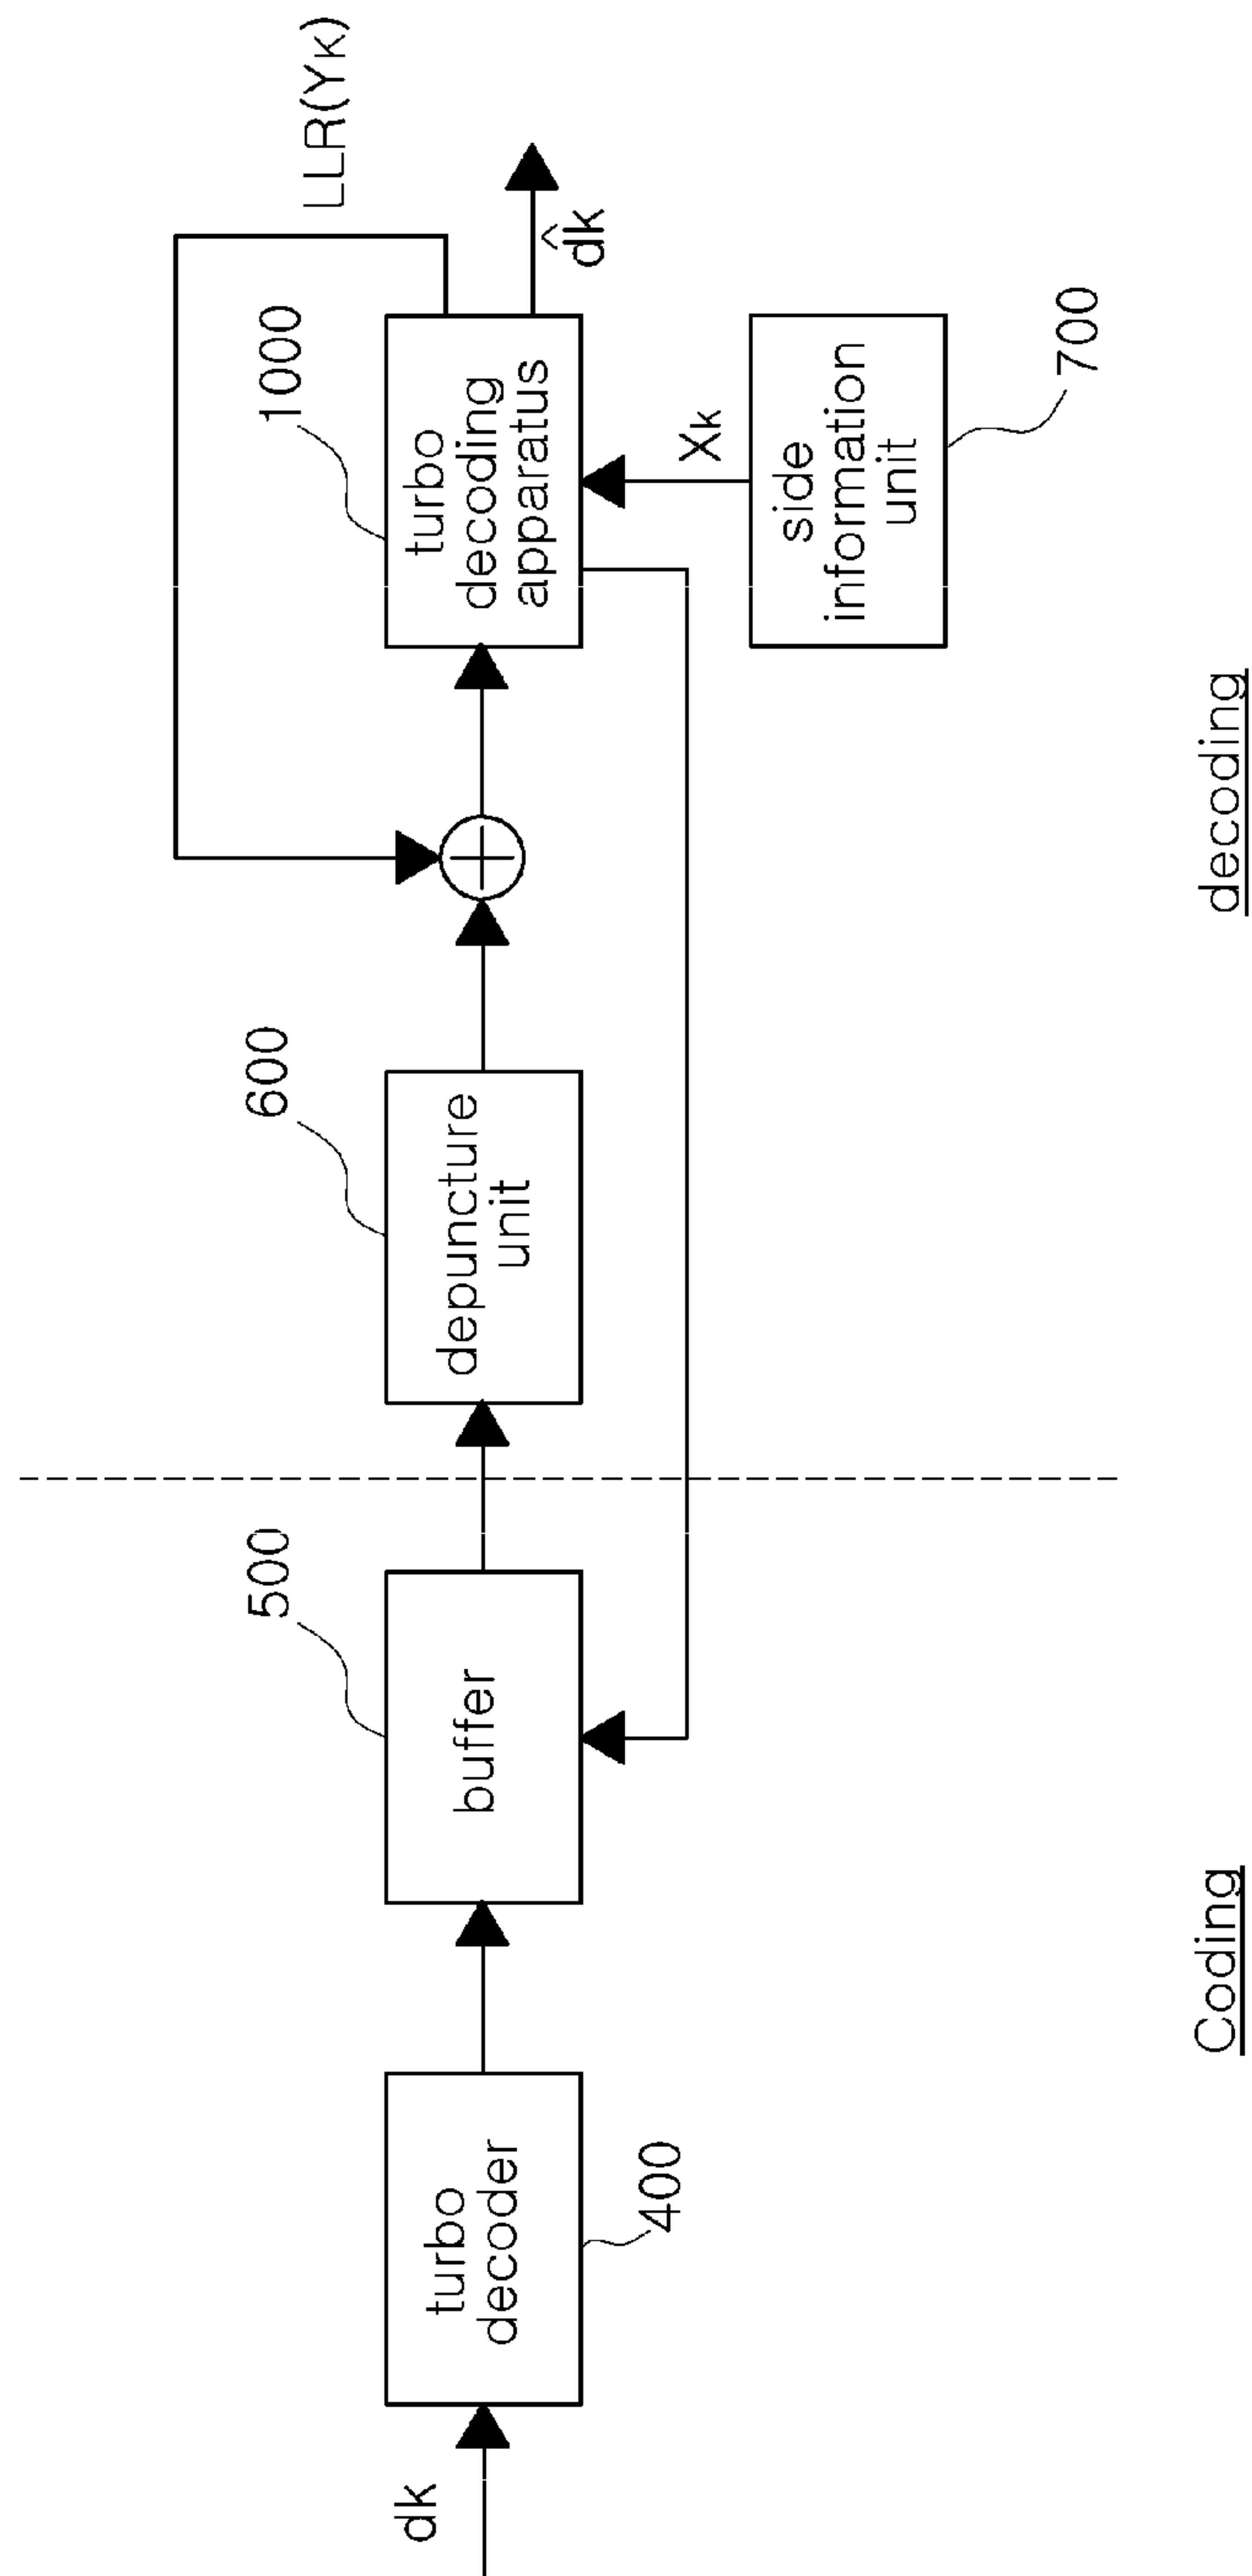 LLR(YK)
1000
600
500
dk
turbo
decoder
buffer
depuncture
unit
turbo
decoding
apparatus
d̂k
400
Xk
side
information
unit
700
Coding
decoding